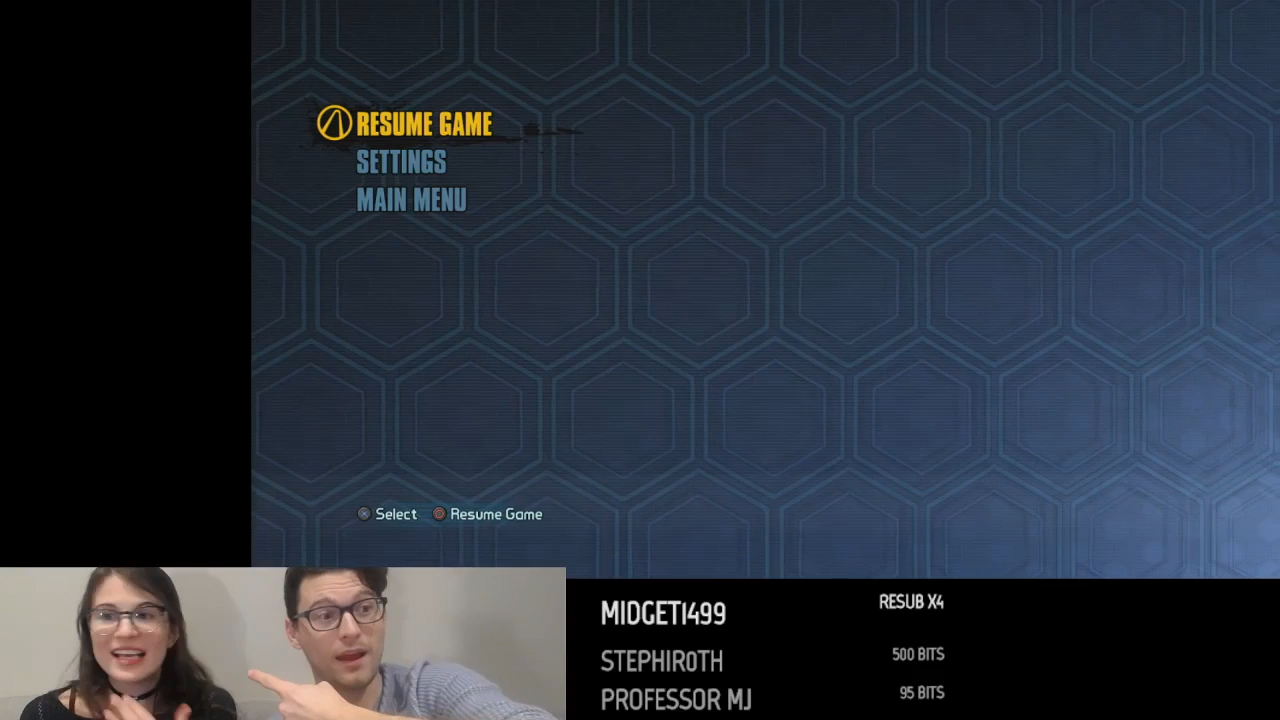 RESUME GAME
SETTINGS
MAIN MENU
Select Resume Game
MIDGET1499 RESUB X4
STEPHIR0TH 500 BITS
PROFESSOR MJ 95 BITS